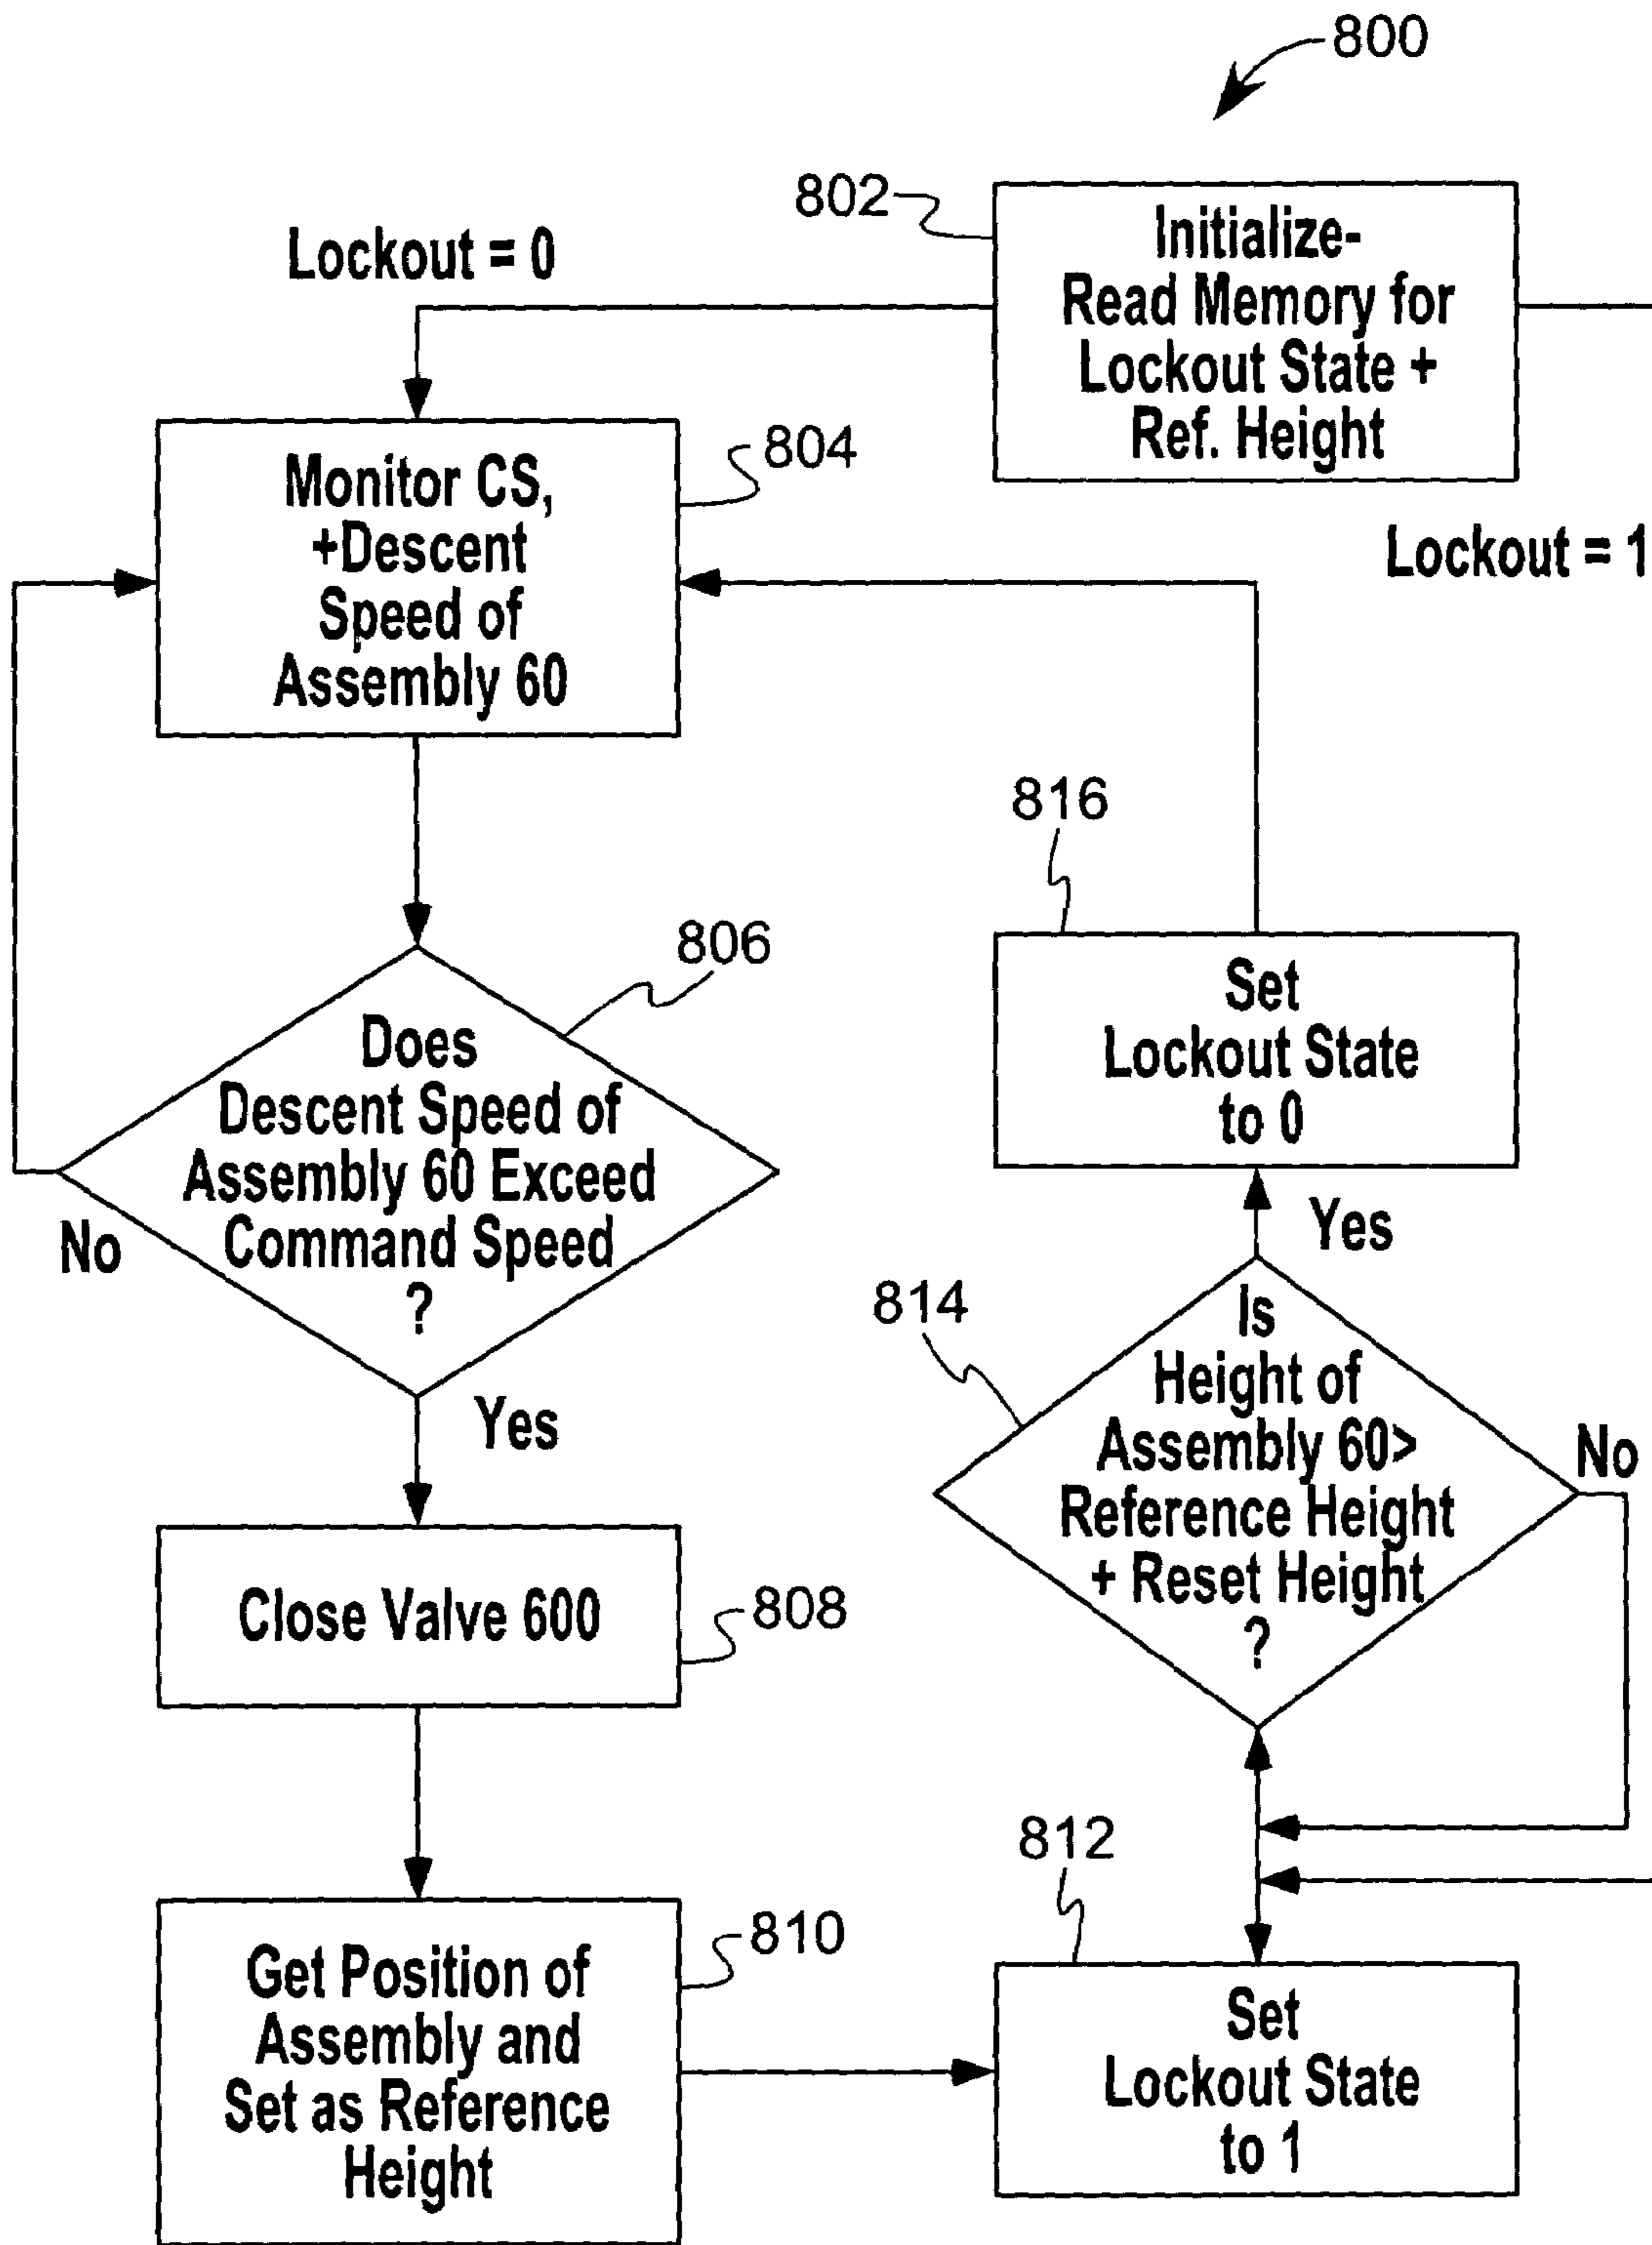 800
802
Initialize-
Read Memory for
Lockout State +
Ref. Height
Lockout = 0
Lockout = 1
804
Monitor CS,
+Descent
Speed of
Assembly 60
806
Does
Descent Speed of
Assembly 60 Exceed
Command Speed
?
No
Yes
808
Close Valve 600
810
Get Position of
Assembly and
Set as Reference
Height
816
Set
Lockout State
to 0
Yes
814
Is
Height of
Assembly 60>
Reference Height
+ Reset Height
?
No
812
Set
Lockout State
to 1